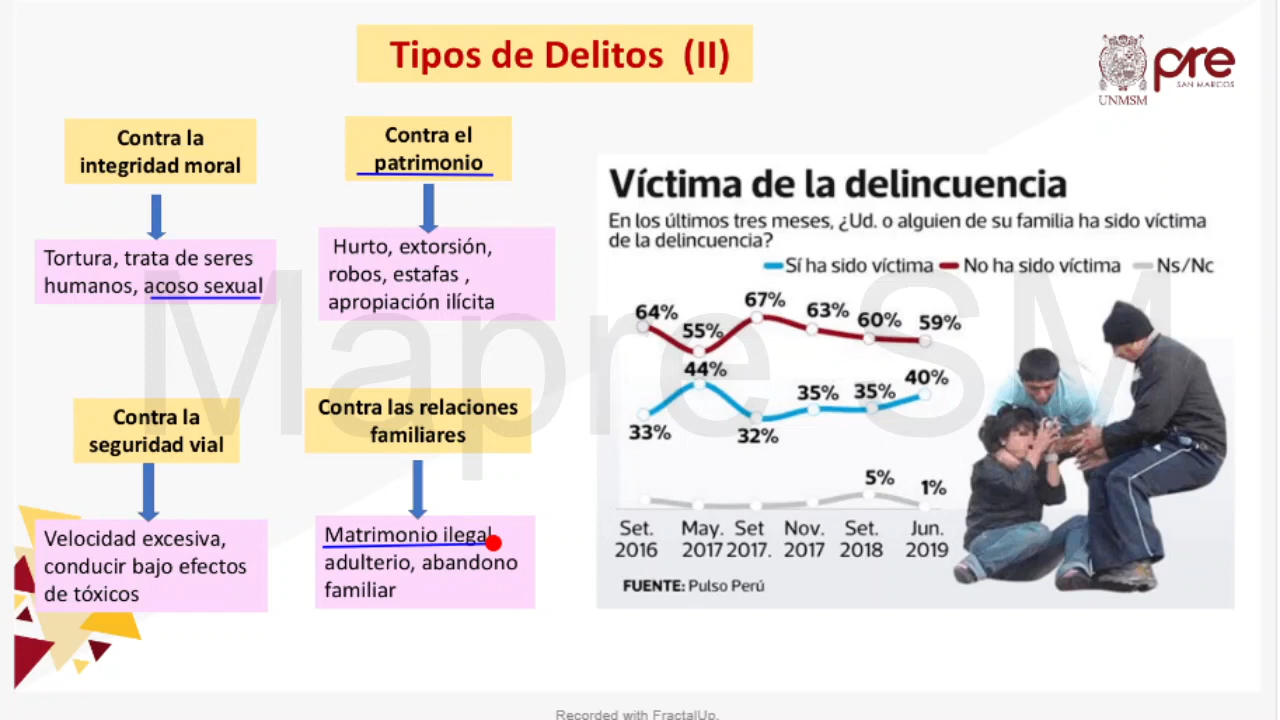 Tipos de Delitos (II)
UNMSM
pre
SAN MARCOS
Contra la
integridad moral
Tortura, trata de seres
humanos, acoso sexual
Contra el
patrimonio
Hurto, extorsión,
robos, estafas ,
apropiación ilícita
Contra la
seguridad vial
Velocidad excesiva,
conducir bajo efectos
de tóxicos
Contra las relaciones
familiares
Matrimonio ilegal
adulterio, abandono
familiar
Víctima de la delincuencia
En los últimos tres meses, ¿Ud. o alguien de su familia ha sido víctima
de la delincuencia?
Sí ha sido víctima No ha sido víctima Ns/Nc
64% 55% 67% 63% 60% 59%
33% 44% 32% 35% 35% 40%
5% 1%
Set. May. Set Nov. Set. Jun.
2016 2017 2017. 2017 2018 2019
FUENTE: Pulso Perú
Mapre SM
Recorded with FractalUp.